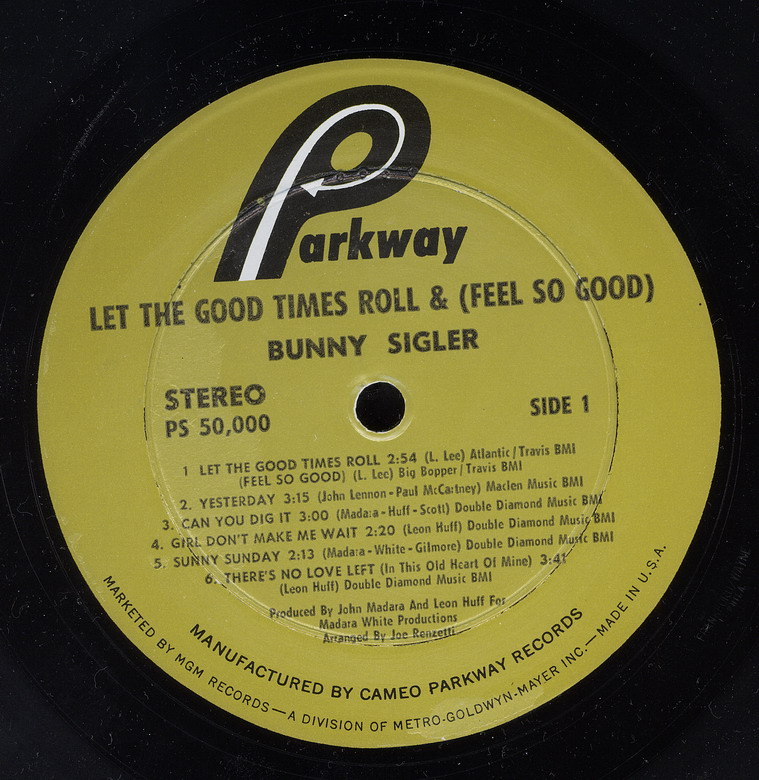 Parkway
LET THE GOOD TIMES ROLL & (FEEL SO GOOD)
BUNNY SIGLER
STEREO
PS 50,000
SIDE 1
1 LET THE GOOD TIMES ROLL 2:54 (L. Lee) Atlantic/Travis BMI
(FEEL SO GOOD) (L. Lee) Big Bopper/Travis BMI
2. YESTERDAY 3:15 (John Lennon-Paul McCartney) Maclen Music BMI
3. CAN YOU DIG IT 3:00 (Madara-Huff-Scott) Double Diamond Music BMI
4. GIRL DON'T MAKE ME WAIT 2:20 (Leon Huff) Double Diamond Music BMI
5. SUNNY SUNDAY 2:13 (Madara-White-Gilmore) Double Diamond Music BMI
6. THERE'S NO LOVE LEFT (In This Old Heart Of Mine) 3:41
(Leon Huff) Double Diamond Music BMI
Produced By John Madara And Leon Huff For
Madara White Productions
Arranged By Joe Renzetti
MANUFACTURED BY CAMEO PARKWAY RECORDS
MARKETED BY MGM RECORDS—A DIVISION OF METRO-GOLDWYN-MAYER INC.—MADE IN U.S.A.